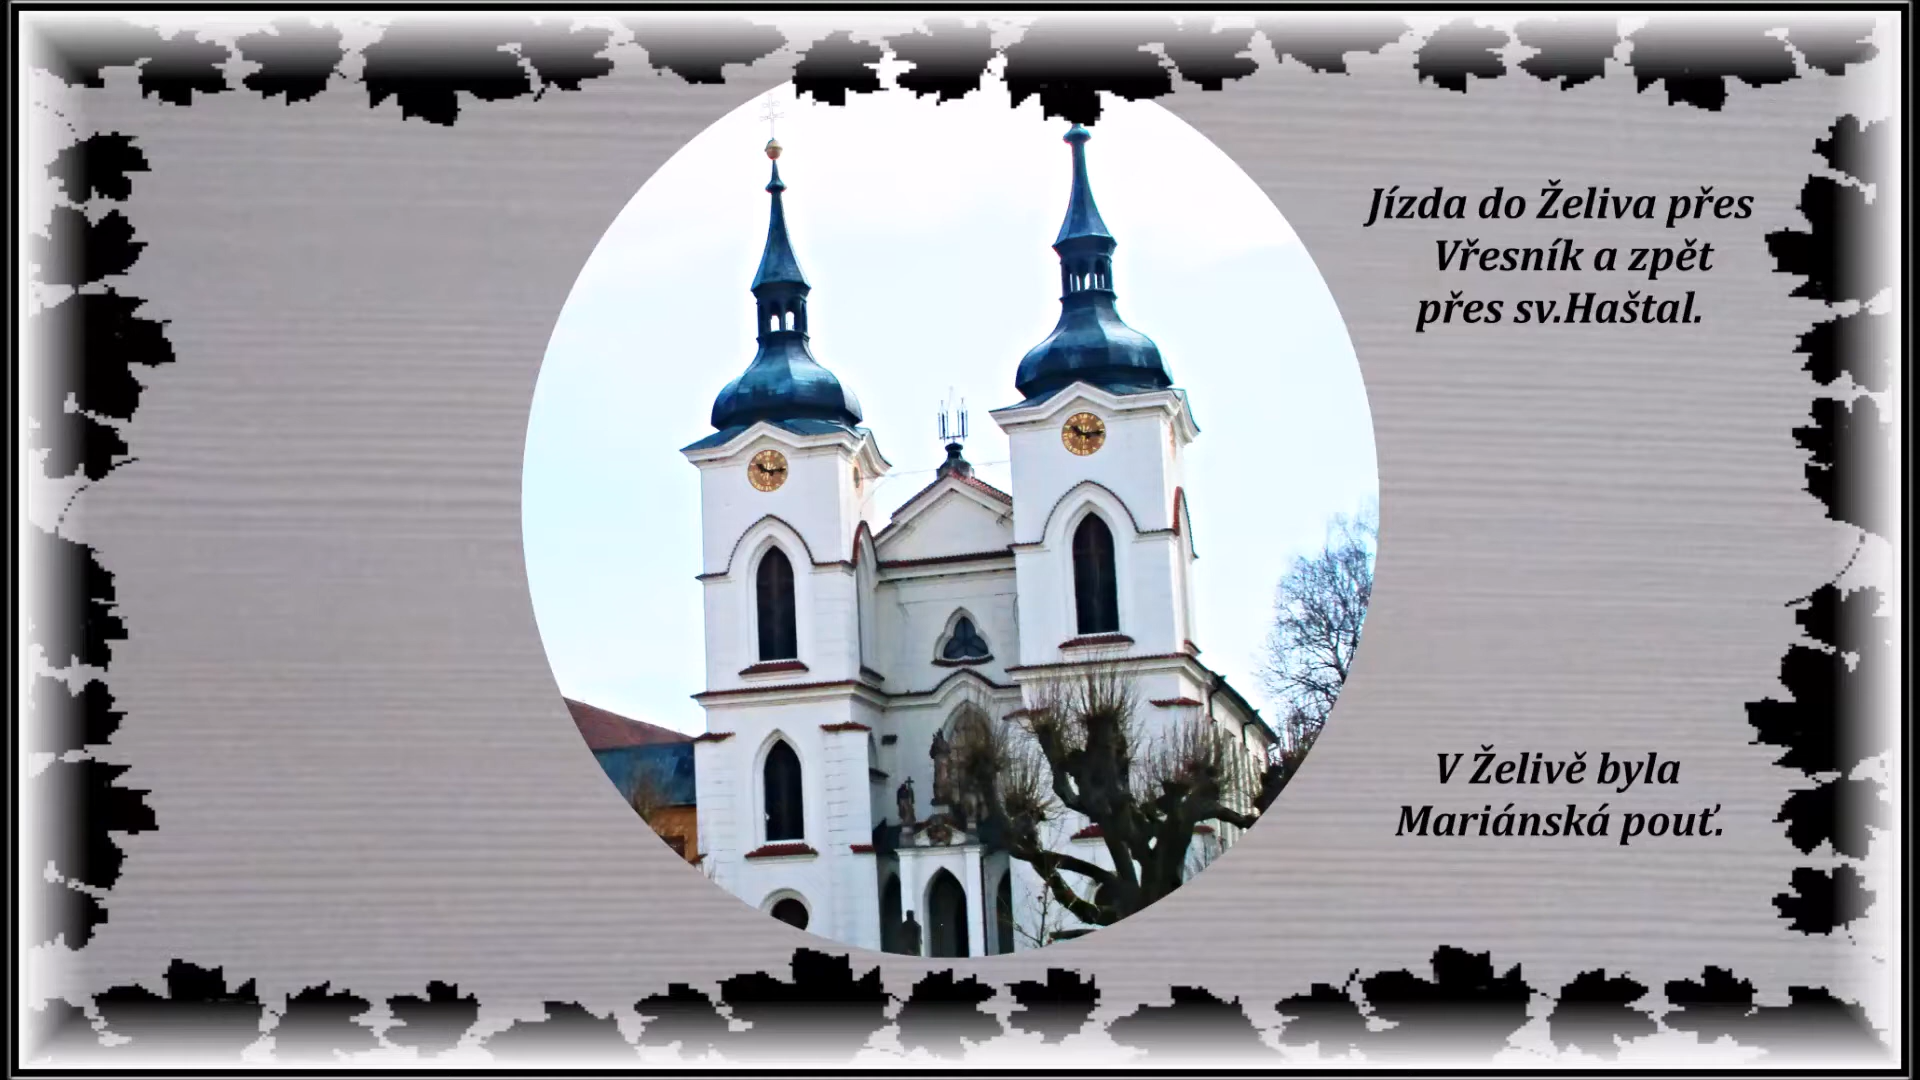 Jízda do Želiva přes
Vřesník a zpět
přes sv.Haštal.
V Želivě byla
Mariánská pouť.